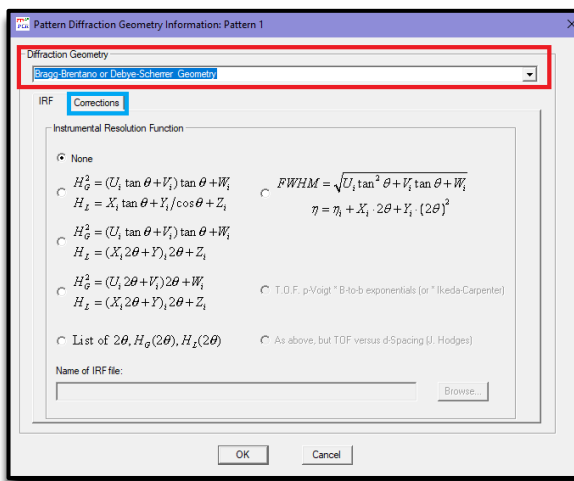 Pattern Diffraction Geometry Information: Pattern 1
Diffraction Geometry
Bragg-Brentano or Debye-Scherrer Geometry
IRF Corrections
Instrumental Resolution Function
None
H_G^2 = (U_i tan θ + V_i) tan θ + W_i
H_L = X_i tan θ + Y_i/cos θ + Z_i
FWHM = √(U_i tan^2 θ + V_i tan θ + W_i)
η = η_i + X_i · 2θ + Y_i · (2θ)^2
H_G^2 = (U_i tan θ + V_i) tan θ + W_i
H_L = (X_i 2θ + Y)_i 2θ + Z_i
H_G^2 = (U_i 2θ + V_i) 2θ + W_i
H_L = (X_i 2θ + Y)_i 2θ + Z_i
T.O.F. p-Voigt * B-to-b exponentials (or * Ikeda-Carpenter)
List of 2θ, H_G(2θ), H_L(2θ)
As above, but TOF versus d-Spacing (J. Hodges)
Name of IRF file:
Browse...
OK Cancel